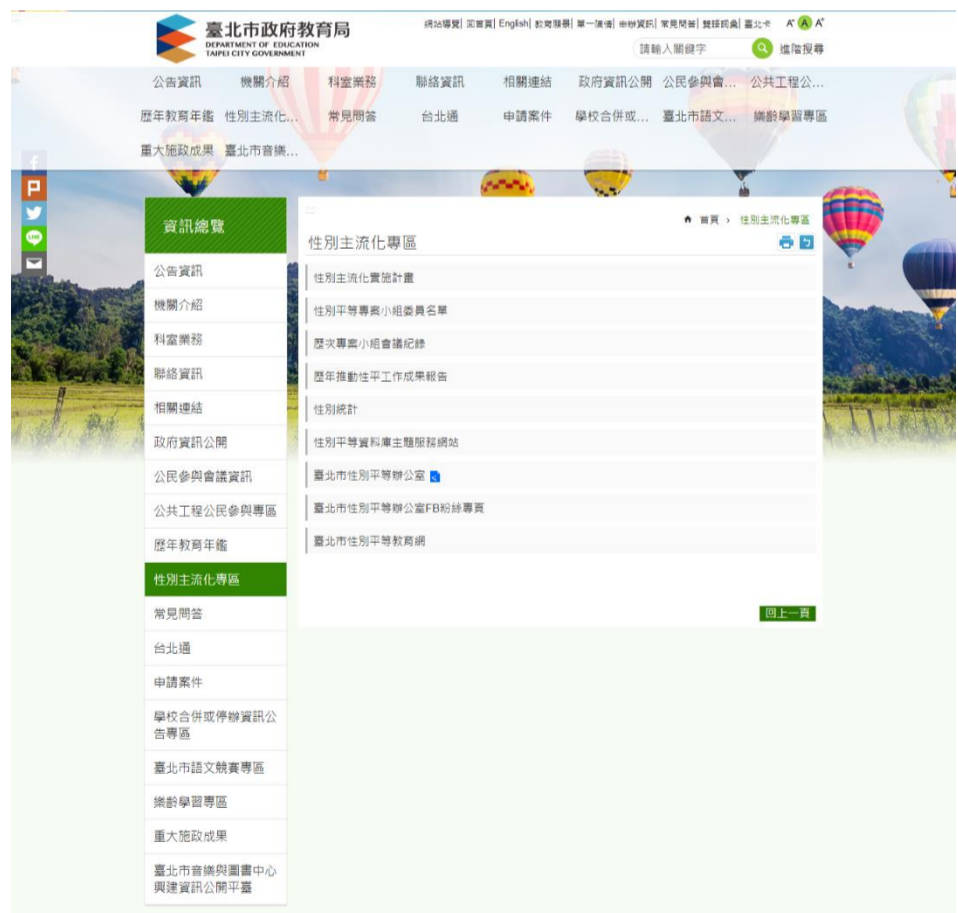 臺北市政府教育局
DEPARTMENT OF EDUCATION
TAIPEI CITY GOVERNMENT
網站導覽| 回首頁| English| 教育願景| 單一陳情| 申辦資訊| 常見問答| 雙語詞彙| 臺北卡 A- A A+
請輸入關鍵字 進階搜尋
公告資訊 機關介紹 科室業務 聯絡資訊 相關連結 政府資訊公開 公民參與會... 公共工程公...
歷年教育年鑑 性別主流化... 常見問答 台北通 申請案件 學校合併或... 臺北市語文... 樂齡學習專區
重大施政成果 臺北市音樂...
資訊總覽
公告資訊
機關介紹
科室業務
聯絡資訊
相關連結
政府資訊公開
公民參與會議資訊
公共工程公民參與專區
歷年教育年鑑
性別主流化專區
常見問答
台北通
申請案件
學校合併或停辦資訊公
告專區
臺北市語文競賽專區
樂齡學習專區
重大施政成果
臺北市音樂與圖書中心
興建資訊公開平臺
首頁 › 性別主流化專區
性別主流化專區
性別主流化實施計畫
性別平等專案小組委員名單
歷次專案小組會議紀錄
歷年推動性平工作成果報告
性別統計
性別平等資料庫主題服務網站
臺北市性別平等辦公室
臺北市性別平等辦公室FB粉絲專頁
臺北市性別平等教育網
回上一頁
LINE